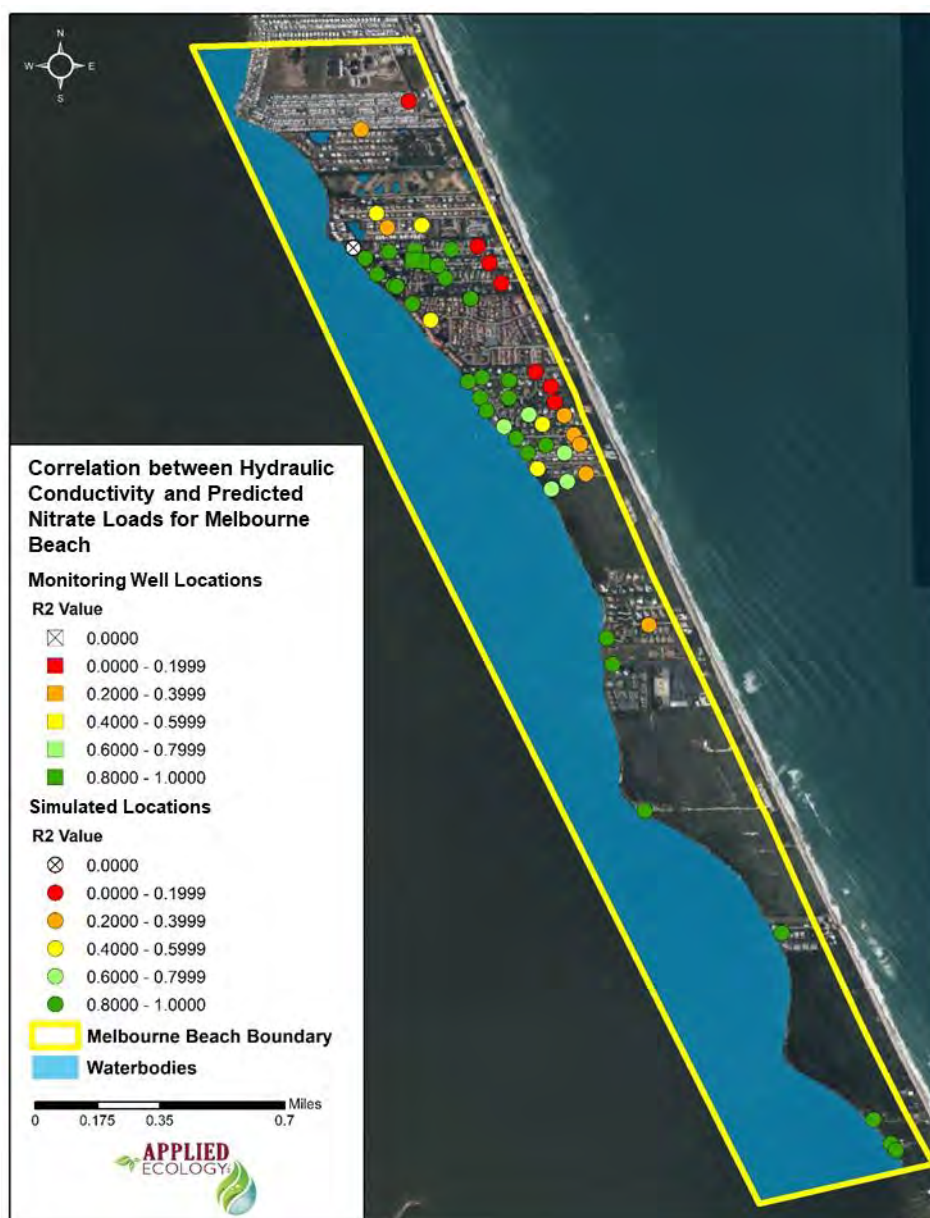 N
W E
S
Correlation between Hydraulic
Conductivity and Predicted
Nitrate Loads for Melbourne
Beach
Monitoring Well Locations
R2 Value
0.0000
0.0000 - 0.1999
0.2000 - 0.3999
0.4000 - 0.5999
0.6000 - 0.7999
0.8000 - 1.0000
Simulated Locations
R2 Value
0.0000
0.0000 - 0.1999
0.2000 - 0.3999
0.4000 - 0.5999
0.6000 - 0.7999
0.8000 - 1.0000
Melbourne Beach Boundary
Waterbodies
Miles
0 0.175 0.35 0.7
APPLIED
ECOLOGY